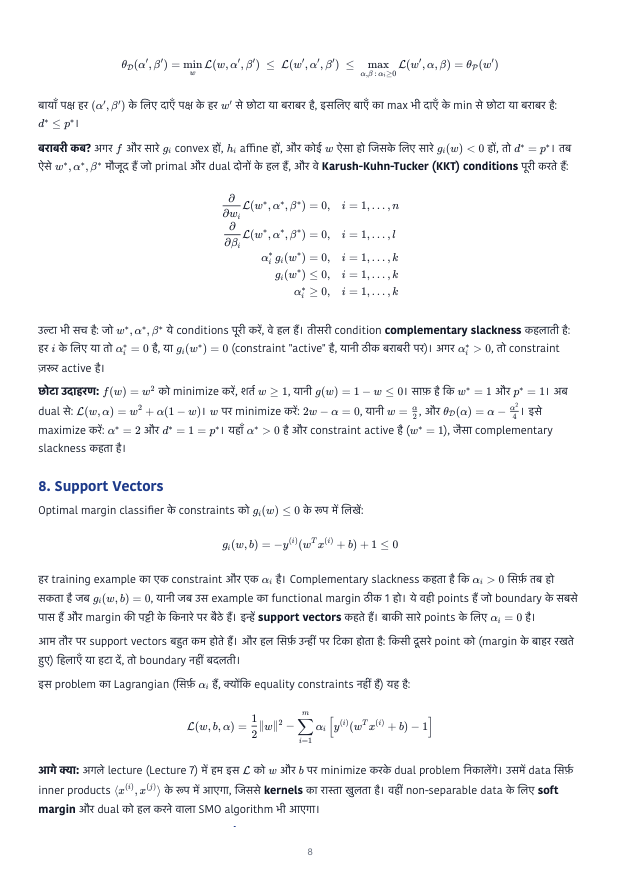 θ_D(α′, β′) = min_w L(w, α′, β′) ≤ L(w′, α′, β′) ≤ max_{α,β : α_i≥0} L(w′, α, β) = θ_P(w′)
बायाँ पक्ष हर (α′, β′) के लिए दाएँ पक्ष के हर w′ से छोटा या बराबर है, इसलिए बाएँ का max भी दाएँ के min से छोटा या बराबर है:
d* ≤ p*।
बराबरी कब? अगर f और सारे g_i convex हों, h_i affine हों, और कोई w ऐसा हो जिसके लिए सारे g_i(w) < 0 हों, तो d* = p*। तब
ऐसे w*, α*, β* मौजूद हैं जो primal और dual दोनों के हल हैं, और वे Karush-Kuhn-Tucker (KKT) conditions पूरी करते हैं:
∂/∂w_i L(w*, α*, β*) = 0, i = 1, . . . , n
∂/∂β_i L(w*, α*, β*) = 0, i = 1, . . . , l
α_i* g_i(w*) = 0, i = 1, . . . , k
g_i(w*) ≤ 0, i = 1, . . . , k
α_i* ≥ 0, i = 1, . . . , k
उल्टा भी सच है: जो w*, α*, β* ये conditions पूरी करें, वे हल हैं। तीसरी condition complementary slackness कहलाती है:
हर i के लिए या तो α_i* = 0 है, या g_i(w*) = 0 (constraint "active" है, यानी ठीक बराबरी पर)। अगर α_i* > 0, तो constraint
ज़रूर active है।
छोटा उदाहरण: f(w) = w² को minimize करें, शर्त w ≥ 1, यानी g(w) = 1 − w ≤ 0। साफ़ है कि w* = 1 और p* = 1। अब
dual से: L(w, α) = w² + α(1 − w)। w पर minimize करें: 2w − α = 0, यानी w = α/2, और θ_D(α) = α − α²/4। इसे
maximize करें: α* = 2 और d* = 1 = p*। यहाँ α* > 0 है और constraint active है (w* = 1), जैसा complementary
slackness कहता है।
8. Support Vectors
Optimal margin classifier के constraints को g_i(w) ≤ 0 के रूप में लिखें:
g_i(w, b) = −y^(i)(w^T x^(i) + b) + 1 ≤ 0
हर training example का एक constraint और एक α_i है। Complementary slackness कहता है कि α_i > 0 सिर्फ़ तब हो
सकता है जब g_i(w, b) = 0, यानी जब उस example का functional margin ठीक 1 हो। ये वही points हैं जो boundary के सबसे
पास हैं और margin की पट्टी के किनारे पर बैठे हैं। इन्हें support vectors कहते हैं। बाकी सारे points के लिए α_i = 0 है।
आम तौर पर support vectors बहुत कम होते हैं। और हल सिर्फ़ उन्हीं पर टिका होता है: किसी दूसरे point को (margin के बाहर रखते
हुए) हिलाएँ या हटा दें, तो boundary नहीं बदलती।
इस problem का Lagrangian (सिर्फ़ α_i हैं, क्योंकि equality constraints नहीं हैं) यह है:
L(w, b, α) = 1/2 ‖w‖² − ∑_{i=1}^{m} α_i [y^(i)(w^T x^(i) + b) − 1]
आगे क्या: अगले lecture (Lecture 7) में हम इस L को w और b पर minimize करके dual problem निकालेंगे। उसमें data सिर्फ़
inner products ⟨x^(i), x^(j)⟩ के रूप में आएगा, जिससे kernels का रास्ता खुलता है। वहीं non-separable data के लिए soft
margin और dual को हल करने वाला SMO algorithm भी आएगा।
8